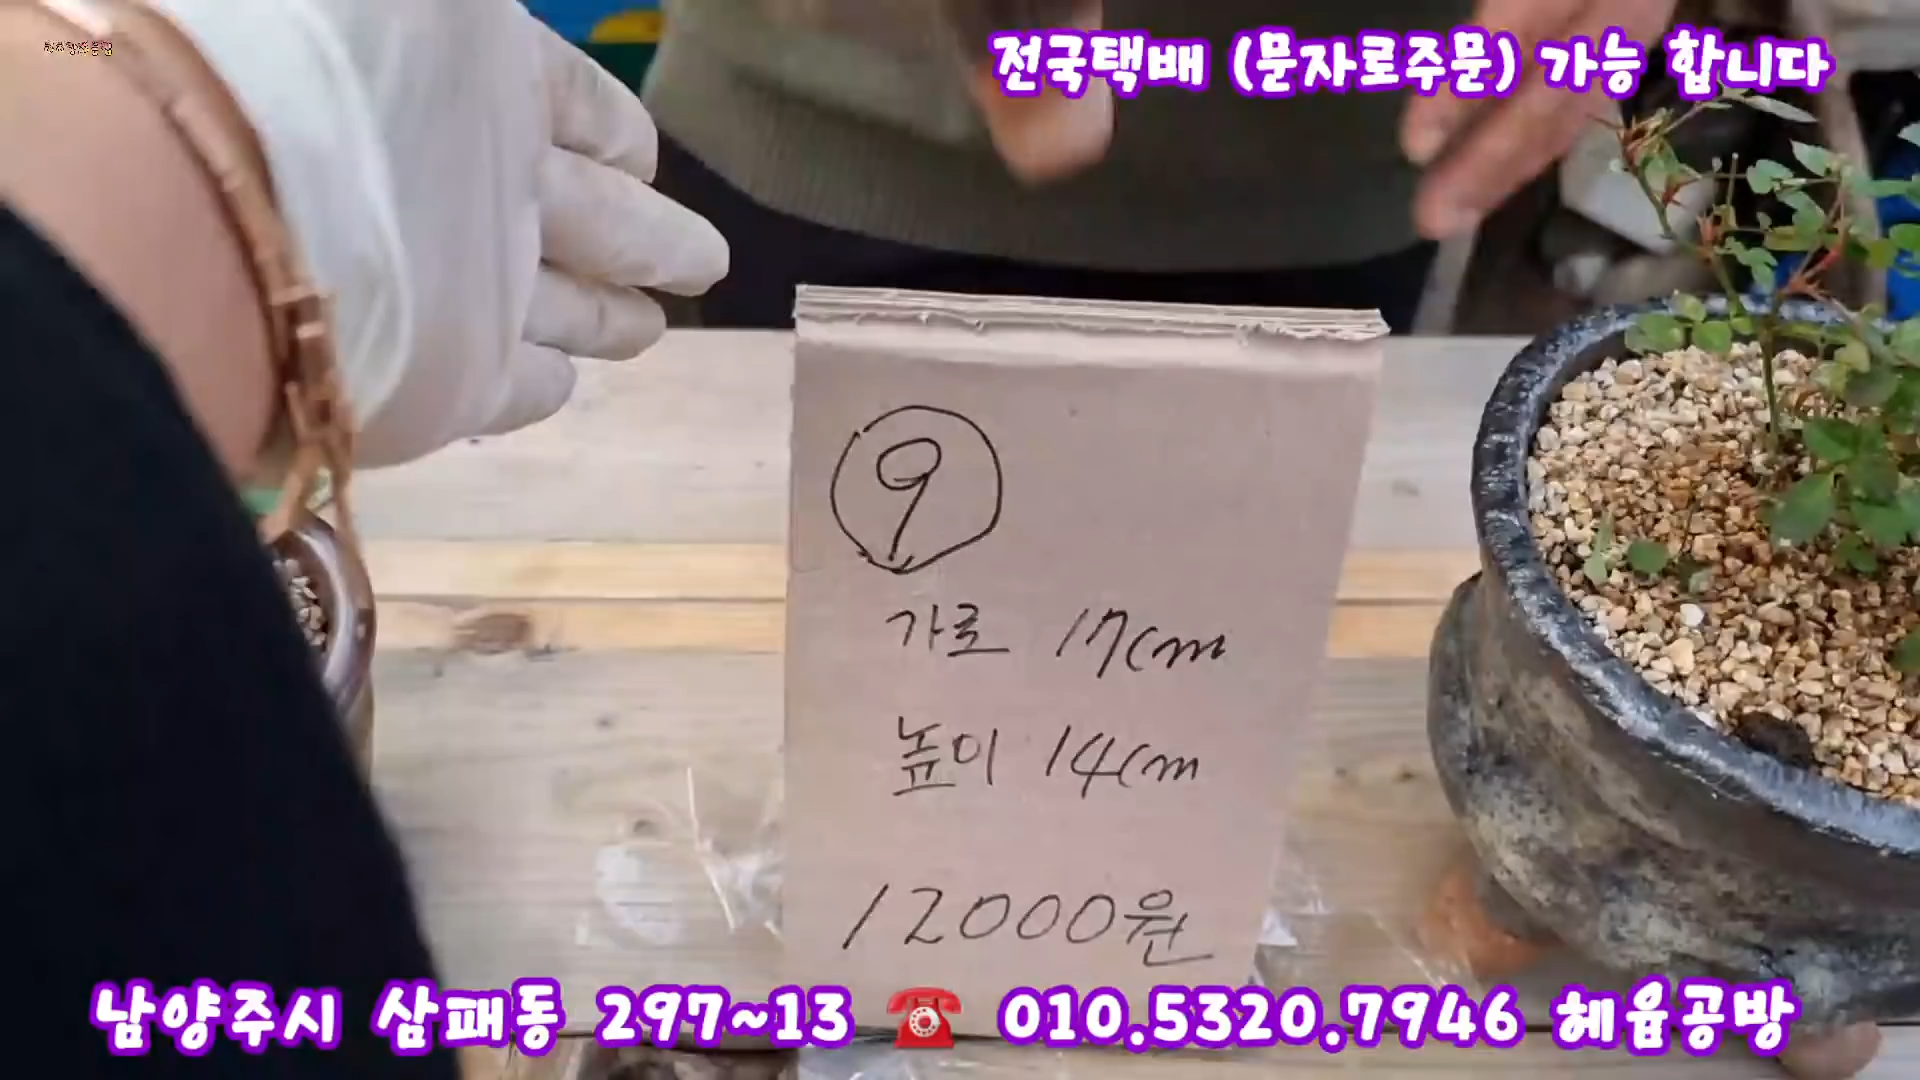 전국택배 (문자로주문) 가능 합니다
9
가로 17cm
높이 14cm
12000원
남양주시 삼패동 297~13 ☎ 010.5320.7946 헤윰공방